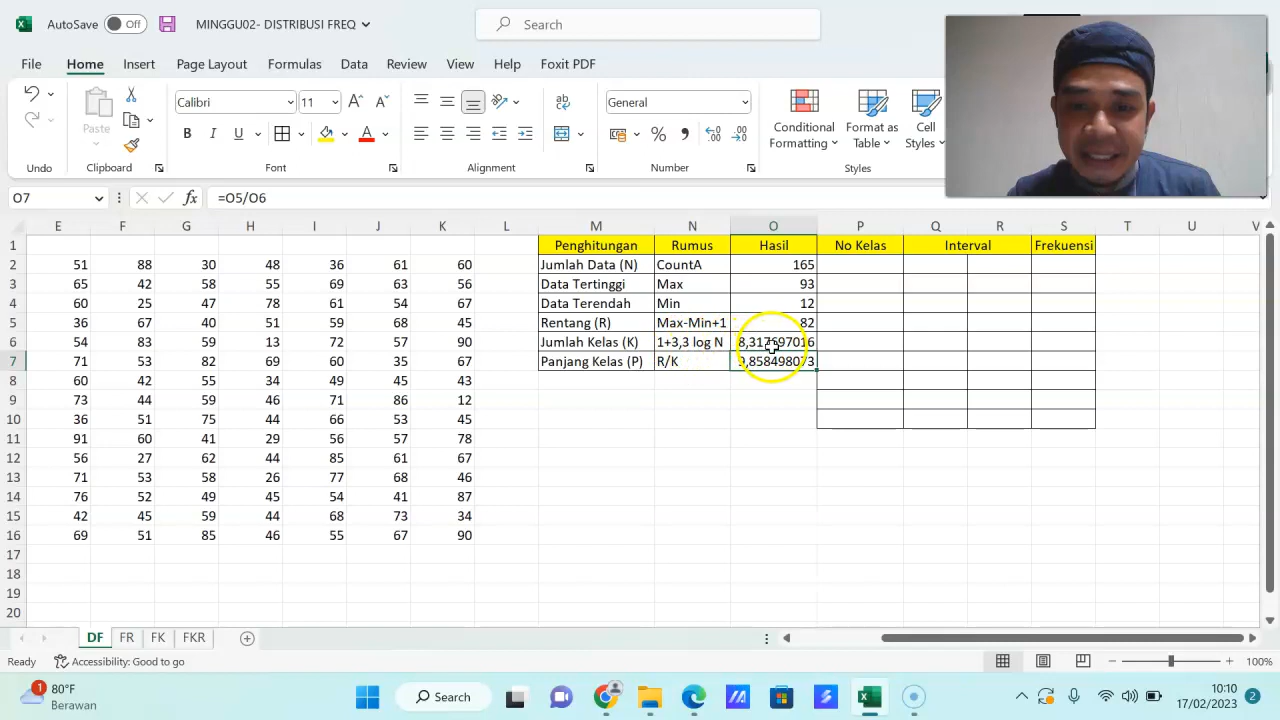 AutoSave Off MINGGU02- DISTRIBUSI FREQ Search
File Home Insert Page Layout Formulas Data Review View Help Foxit PDF
Paste Calibri 11 General Conditional Formatting Format as Table Cell Styles
Undo Clipboard Font Alignment Number Styles
O7 fx =O5/O6
E F G H I J K L M N O P Q R S T U V
1 Penghitungan Rumus Hasil No Kelas Interval Frekuensi
2 51 88 30 48 36 61 60 Jumlah Data (N) CountA 165
3 65 42 58 55 69 63 56 Data Tertinggi Max 93
4 60 25 47 78 61 54 67 Data Terendah Min 12
5 36 67 40 51 59 68 45 Rentang (R) Max-Min+1 82
6 54 83 59 13 72 57 90 Jumlah Kelas (K) 1+3,3 log N
7 71 53 82 69 60 35 67 Panjang Kelas (P) R/K 9,858498073
8 60 42 55 34 49 45 43
9 73 44 59 46 71 86 12
10 36 51 75 44 66 53 45
11 91 60 41 29 56 57 78
12 56 27 62 44 85 61 67
13 71 53 58 26 77 68 46
14 76 52 49 45 54 41 87
15 42 45 59 44 68 73 34
16 69 51 85 46 55 67 90
17
18
19
20
DF FR FK FKR
Ready Accessibility: Good to go 100%
1 80°F Berawan Search 10:10 17/02/2023 2